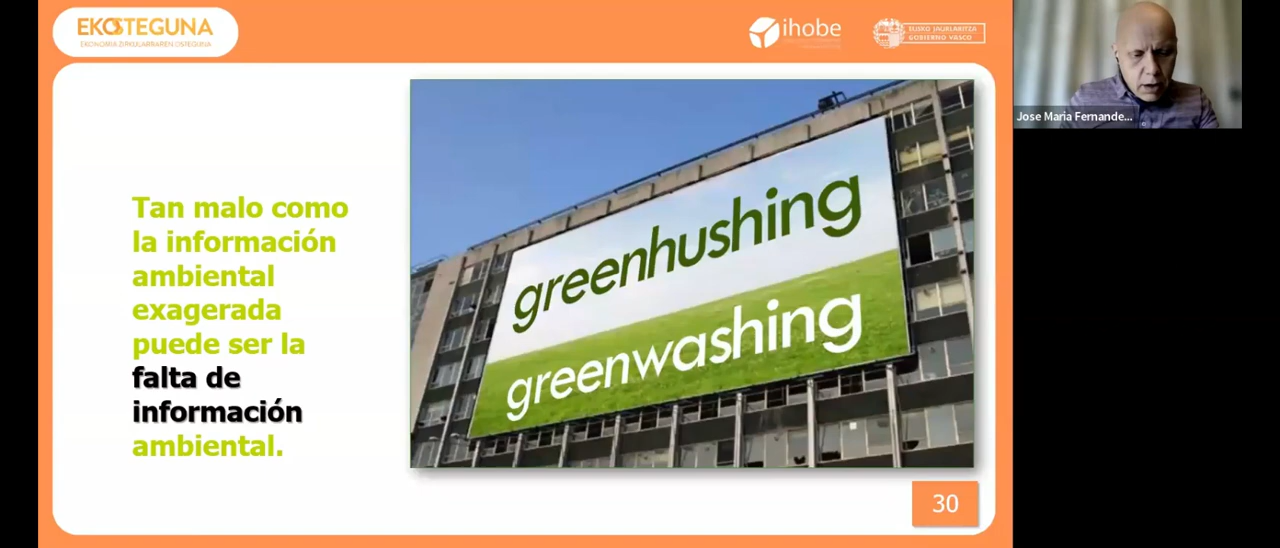 EKOSTEGUNA
EKONOMIA ZIRKULARRAREN OSTEGUNA
ihobe
EUSKO JAURLARITZA
GOBIERNO VASCO
Jose Maria Fernande...
Tan malo como
la información
ambiental
exagerada
puede ser la
falta de
información
ambiental.
greenhushing
greenwashing
30